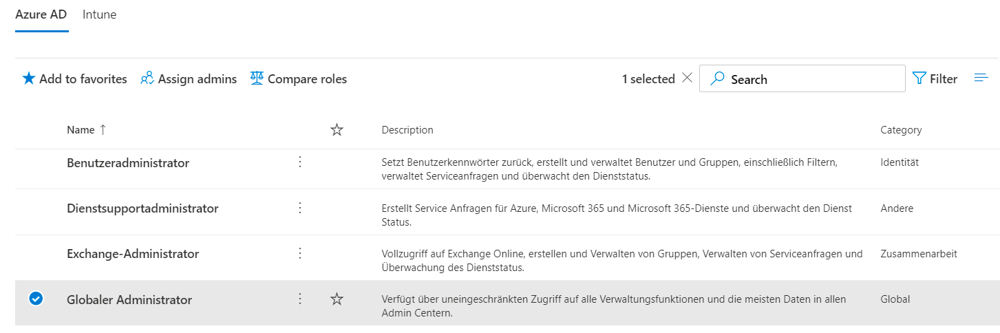 Azure AD Intune
Add to favorites Assign admins Compare roles 1 selected Search Filter
Name ↑ Description Category
Benutzeradministrator Setzt Benutzerkennwörter zurück, erstellt und verwaltet Benutzer und Gruppen, einschließlich Filtern, Identität
verwaltet Serviceanfragen und überwacht den Dienststatus.
Dienstsupportadministrator Erstellt Service Anfragen für Azure, Microsoft 365 und Microsoft 365-Dienste und überwacht den Dienst Andere
Status.
Exchange-Administrator Vollzugriff auf Exchange Online, erstellen und Verwalten von Gruppen, Verwalten von Serviceanfragen und Zusammenarbeit
Überwachung des Dienststatus.
Globaler Administrator Verfügt über uneingeschränkten Zugriff auf alle Verwaltungsfunktionen und die meisten Daten in allen Global
Admin Centern.